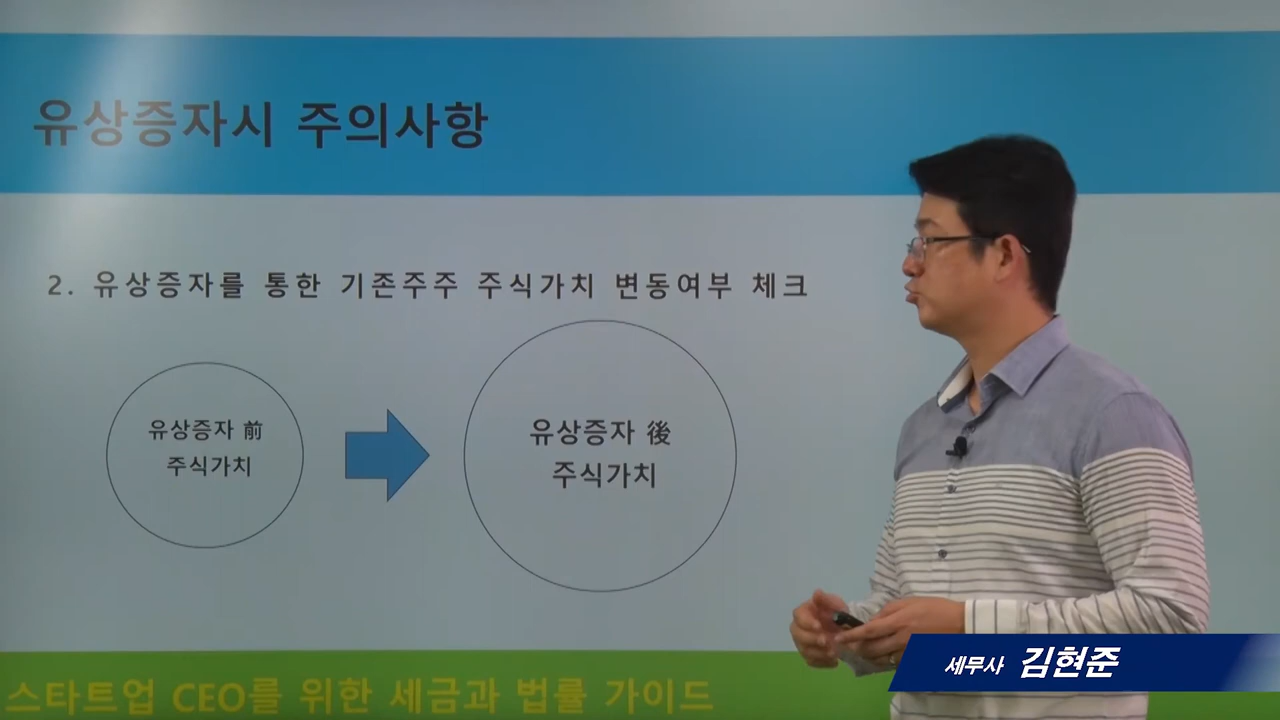 유상증자시 주의사항
2. 유상증자를 통한 기존주주 주식가치 변동여부 체크
유상증자 前
주식가치
유상증자 後
주식가치
세무사 김현준
스타트업 CEO를 위한 세금과 법률 가이드